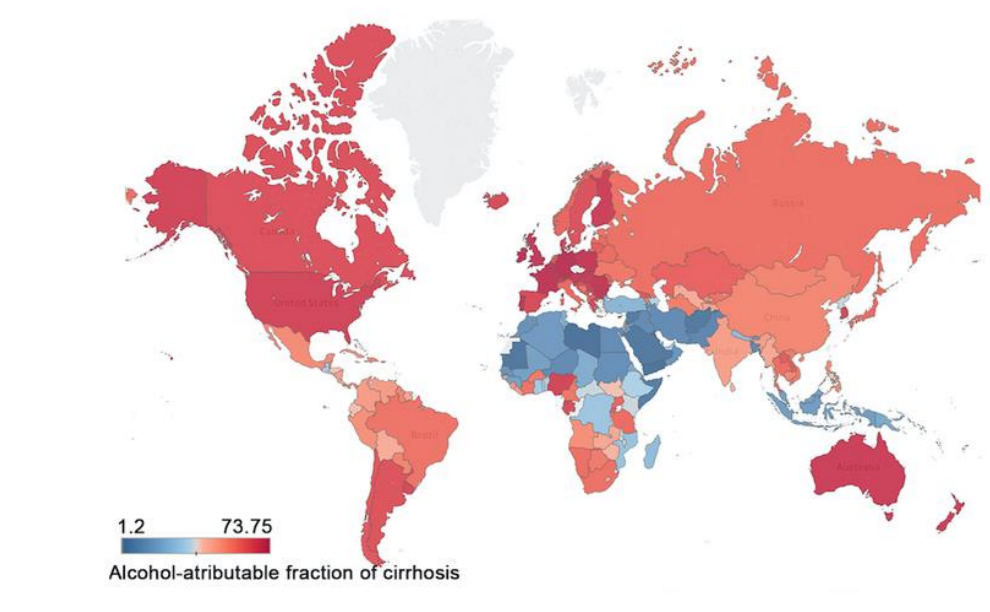 Canada
Russia
United States
China
India
Brazil
Australia
1.2 73.75
Alcohol-atributable fraction of cirrhosis